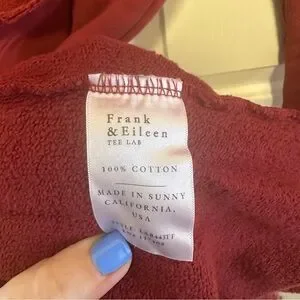 Frank
& Eileen
TEE LAB
100% COTTON
MADE IN SUNNY
CALIFORNIA,
USA